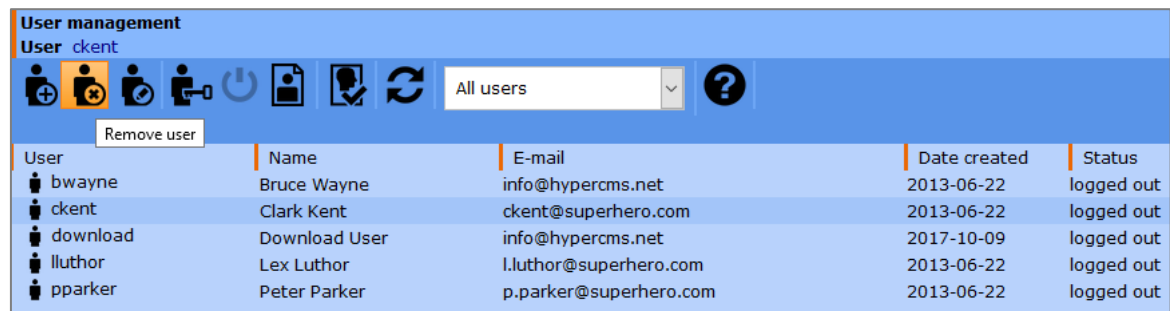 User management
User ckent
All users
Remove user
User Name E-mail Date created Status
bwayne Bruce Wayne info@hypercms.net 2013-06-22 logged out
ckent Clark Kent ckent@superhero.com 2013-06-22 logged out
download Download User info@hypercms.net 2017-10-09 logged out
lluthor Lex Luthor l.luthor@superhero.com 2013-06-22 logged out
pparker Peter Parker p.parker@superhero.com 2013-06-22 logged out